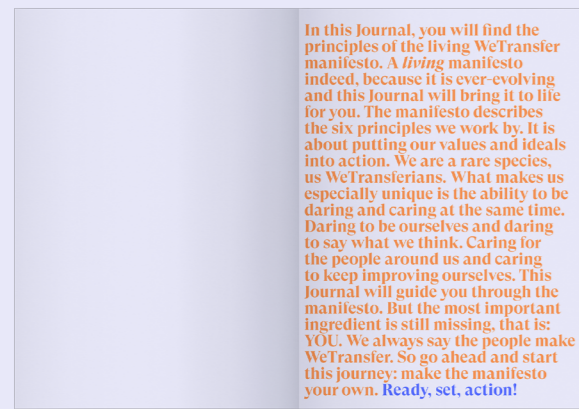 In this Journal, you will find the
principles of the living WeTransfer
manifesto. A living manifesto
indeed, because it is ever-evolving
and this Journal will bring it to life
for you. The manifesto describes
the six principles we work by. It is
about putting our values and ideals
into action. We are a rare species,
us WeTransferians. What makes us
especially unique is the ability to be
daring and caring at the same time.
Daring to be ourselves and daring
to say what we think. Caring for
the people around us and caring
to keep improving ourselves. This
Journal will guide you through the
manifesto. But the most important
ingredient is still missing, that is:
YOU. We always say the people make
WeTransfer. So go ahead and start
this journey: make the manifesto
your own. Ready, set, action!